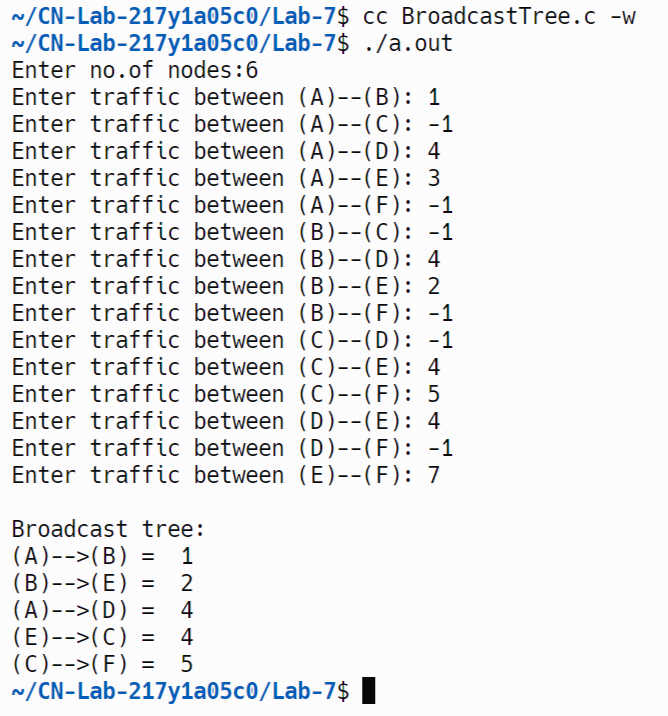 ~/CN-Lab-217y1a05c0/Lab-7$ cc BroadcastTree.c -w
~/CN-Lab-217y1a05c0/Lab-7$ ./a.out
Enter no.of nodes:6
Enter traffic between (A)--(B): 1
Enter traffic between (A)--(C): -1
Enter traffic between (A)--(D): 4
Enter traffic between (A)--(E): 3
Enter traffic between (A)--(F): -1
Enter traffic between (B)--(C): -1
Enter traffic between (B)--(D): 4
Enter traffic between (B)--(E): 2
Enter traffic between (B)--(F): -1
Enter traffic between (C)--(D): -1
Enter traffic between (C)--(E): 4
Enter traffic between (C)--(F): 5
Enter traffic between (D)--(E): 4
Enter traffic between (D)--(F): -1
Enter traffic between (E)--(F): 7
Broadcast tree:
(A)-->(B) =  1
(B)-->(E) =  2
(A)-->(D) =  4
(E)-->(C) =  4
(C)-->(F) =  5
~/CN-Lab-217y1a05c0/Lab-7$